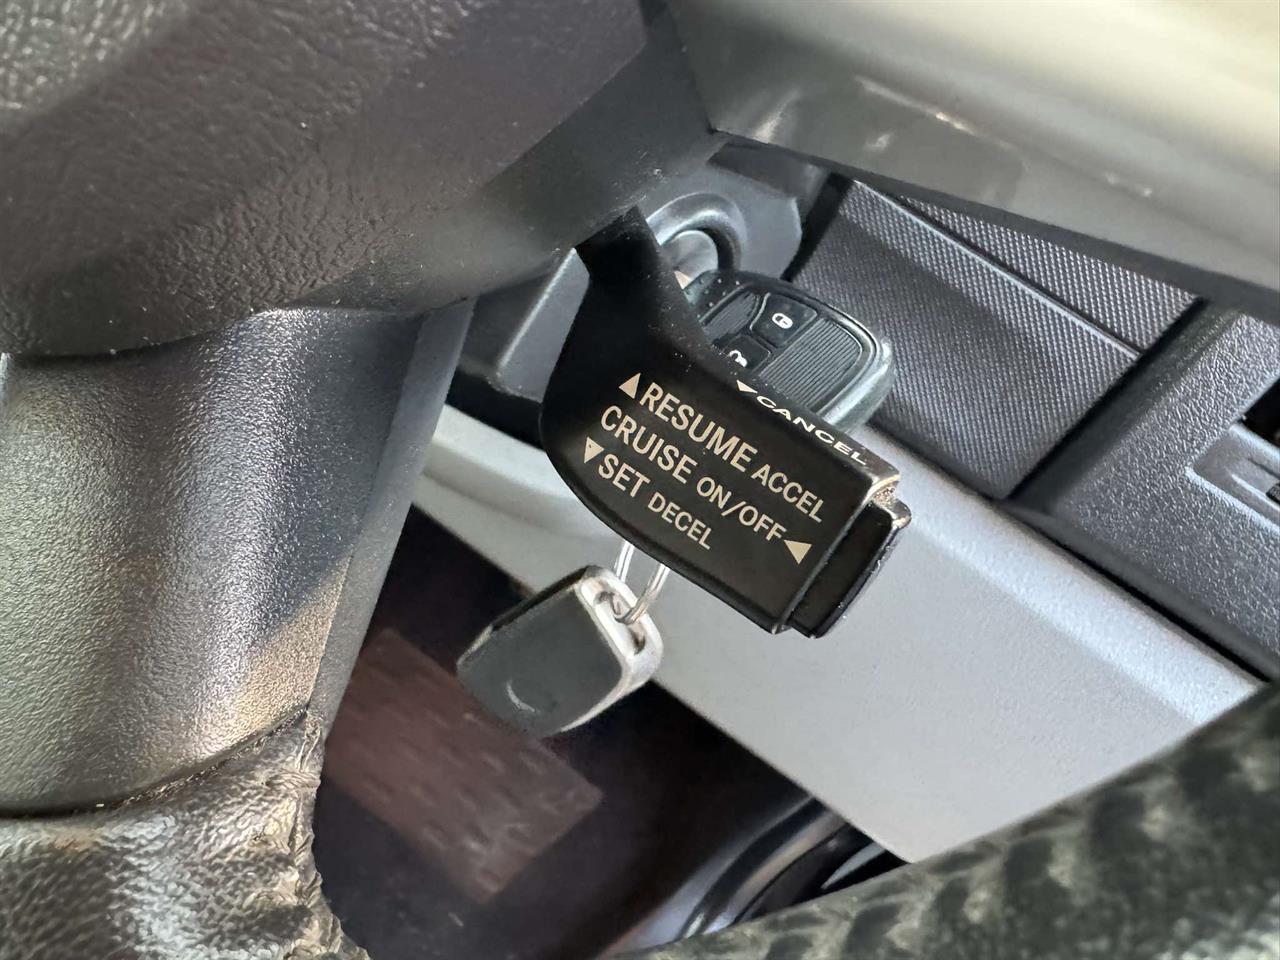 ▼CANCEL
▲RESUME ACCEL
CRUISE ON/OFF◀
▼SET DECEL